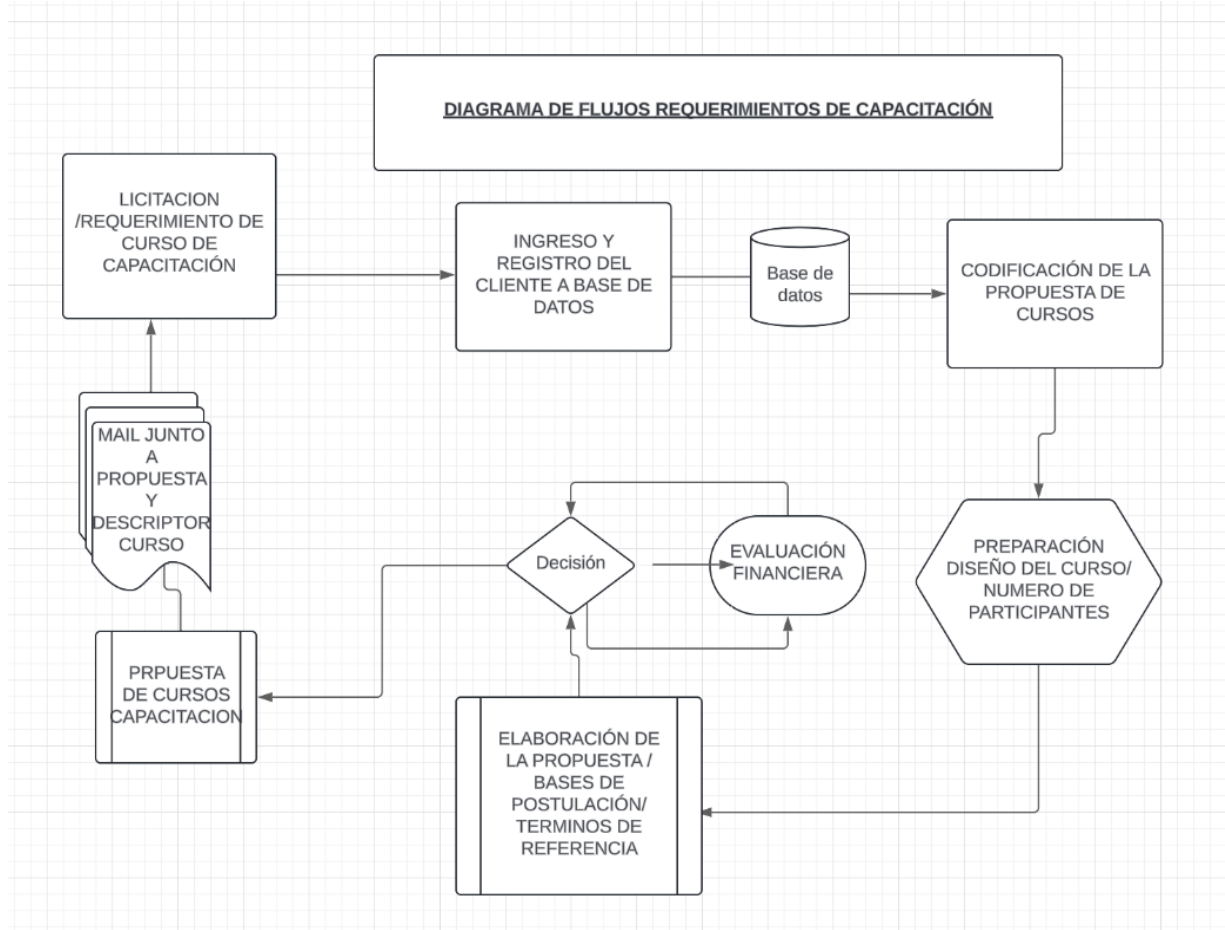 DIAGRAMA DE FLUJOS REQUERIMIENTOS DE CAPACITACIÓN
LICITACION
/REQUERIMIENTO DE
CURSO DE
CAPACITACIÓN
INGRESO Y
REGISTRO DEL
CLIENTE A BASE DE
DATOS
Base de
datos
CODIFICACIÓN DE LA
PROPUESTA DE
CURSOS
PREPARACIÓN
DISEÑO DEL CURSO/
NUMERO DE
PARTICIPANTES
ELABORACIÓN DE
LA PROPUESTA /
BASES DE
POSTULACIÓN/
TERMINOS DE
REFERENCIA
Decisión
EVALUACIÓN
FINANCIERA
PRPUESTA
DE CURSOS
CAPACITACION
MAIL JUNTO
A
PROPUESTA
Y
DESCRIPTOR
CURSO